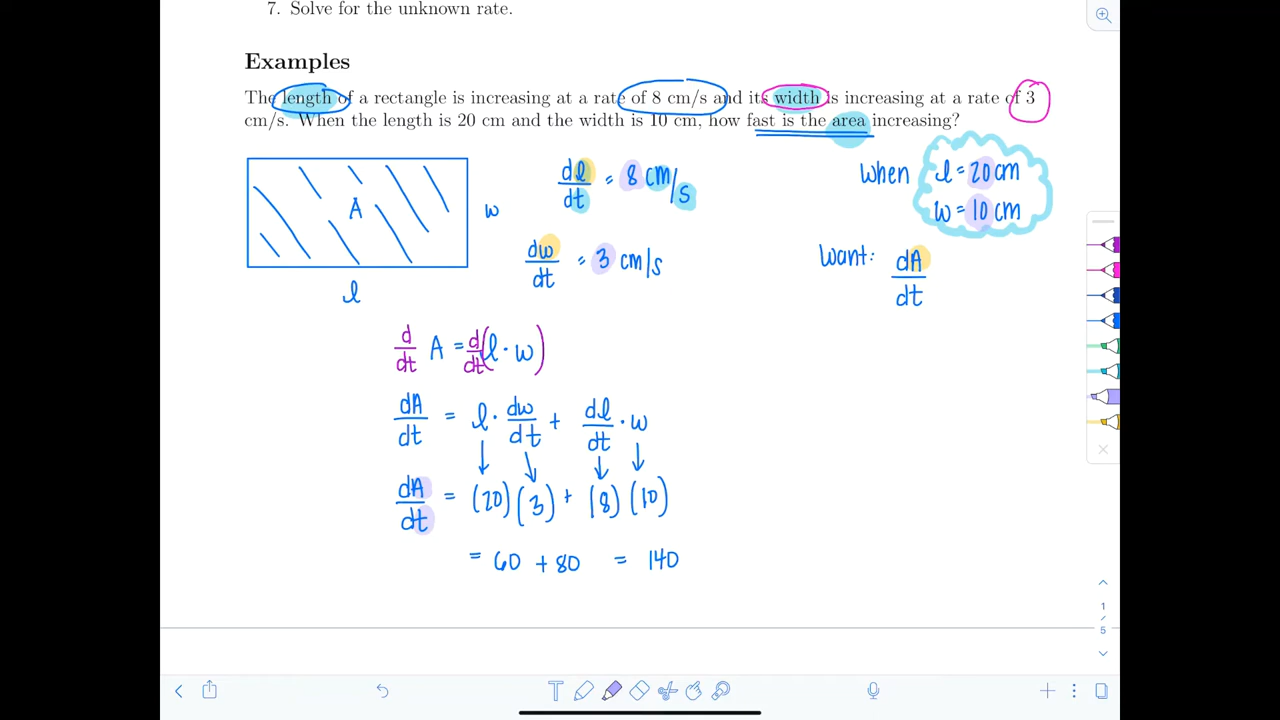 7. Solve for the unknown rate.
Examples
The length of a rectangle is increasing at a rate of 8 cm/s and its width is increasing at a rate of 3
cm/s. When the length is 20 cm and the width is 10 cm, how fast is the area increasing?
A
w
l
dl/dt = 8 cm/s
dw/dt = 3 cm/s
when l = 20 cm
w = 10 cm
Want: dA/dt
d/dt A = d/dt (l · w)
dA/dt = l · dw/dt + dl/dt · w
dA/dt = (20)(3) + (8)(10)
= 60 + 80 = 140
1
/
5
T